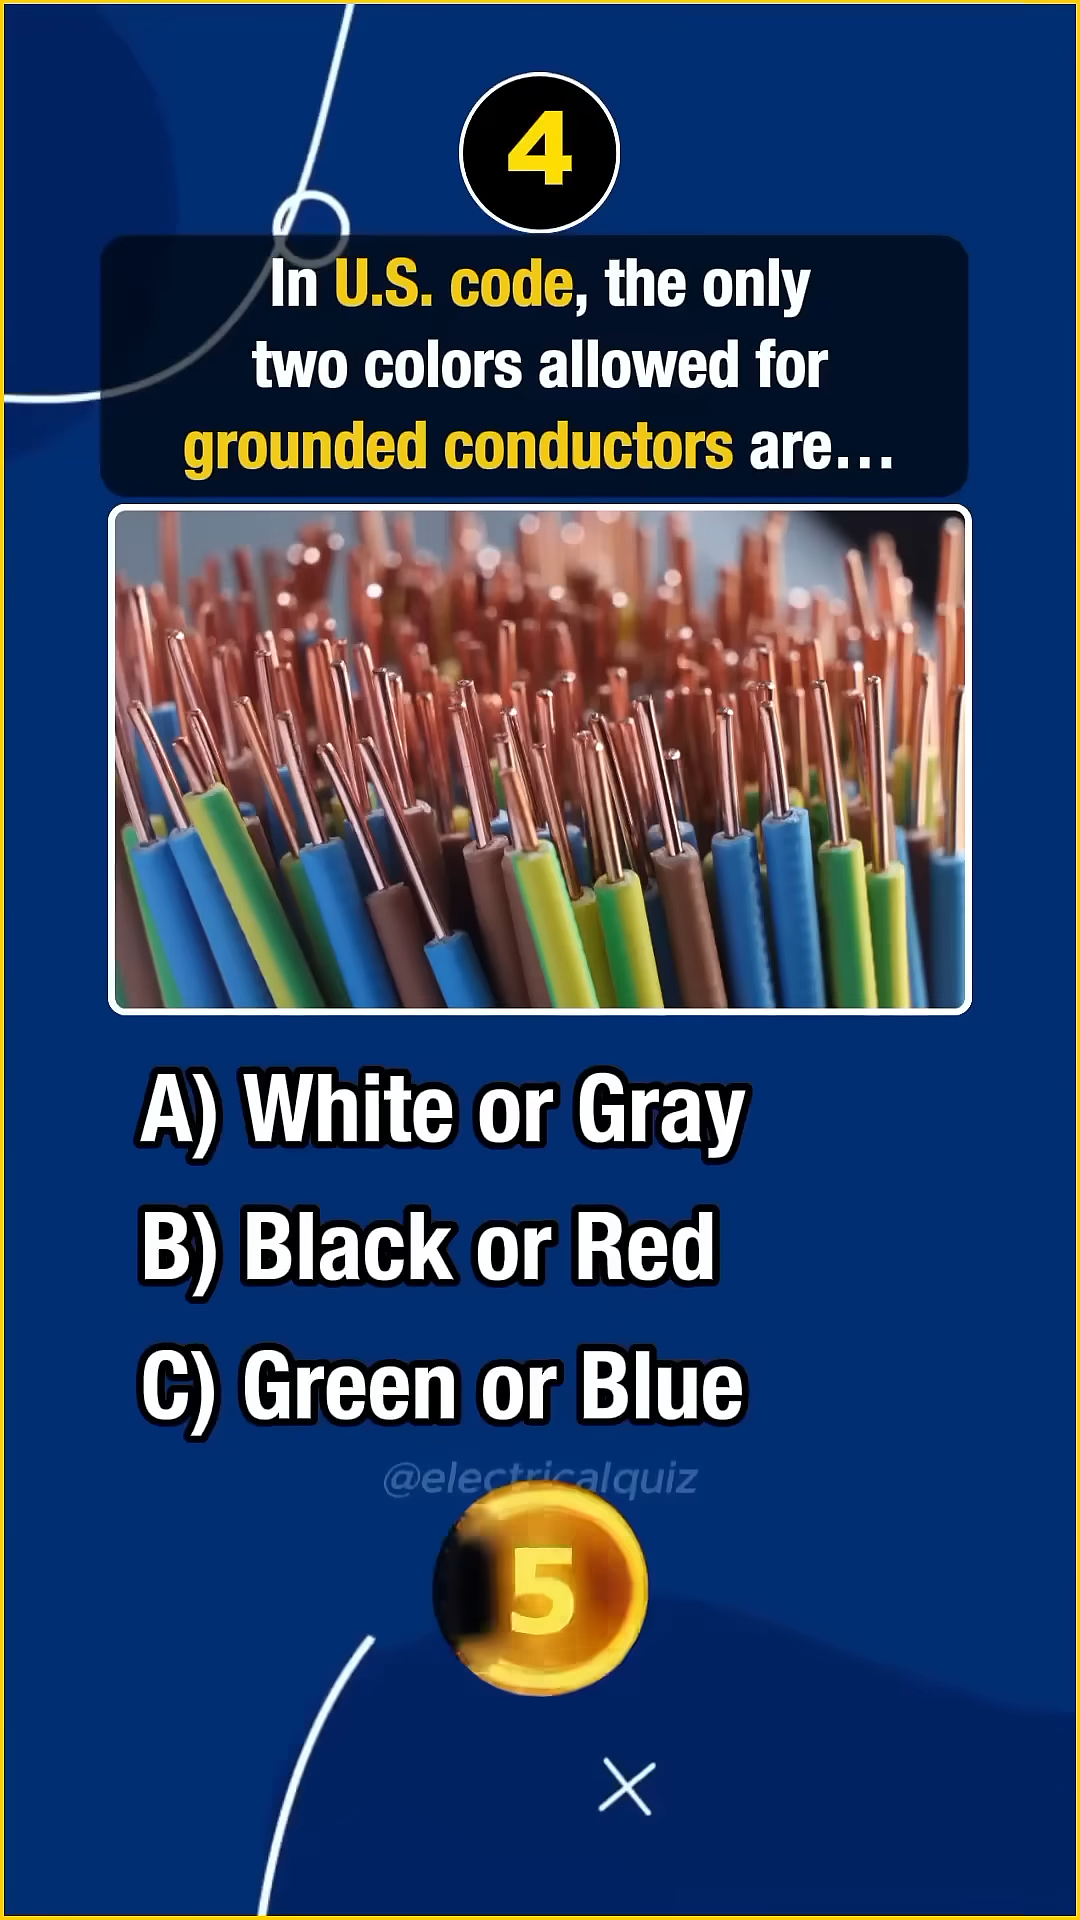 4
In U.S. code, the only
two colors allowed for
grounded conductors are...
A) White or Gray
B) Black or Red
C) Green or Blue
@electricalquiz
5